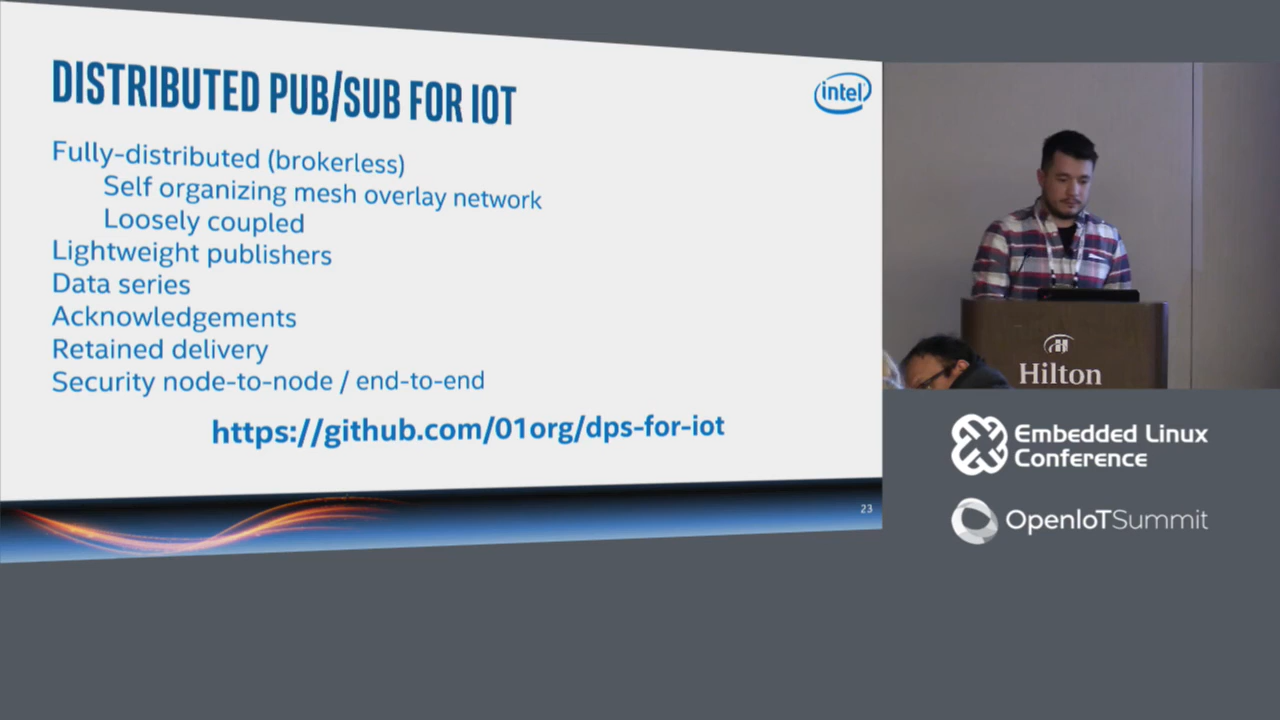 DISTRIBUTED PUB/SUB FOR IOT
intel
Fully-distributed (brokerless)
Self organizing mesh overlay network
Loosely coupled
Lightweight publishers
Data series
Acknowledgements
Retained delivery
Security node-to-node / end-to-end
https://github.com/01org/dps-for-iot
23
Hilton
Embedded Linux
Conference
OpenIoTSummit